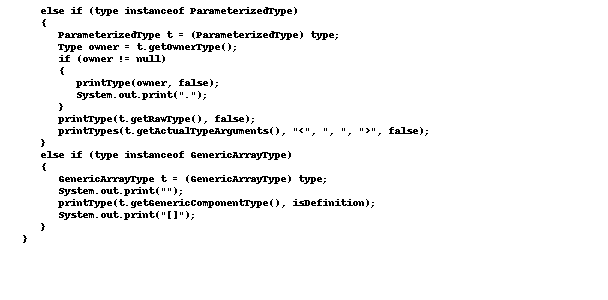 else if (type instanceof ParameterizedType)
{
ParameterizedType t = (ParameterizedType) type;
Type owner = t.getOwnerType();
if (owner != null)
{
printType(owner, false);
System.out.print(".");
}
printType(t.getRawType(), false);
printTypes(t.getActualTypeArguments(), "<", ", ", ">", false);
}
else if (type instanceof GenericArrayType)
{
GenericArrayType t = (GenericArrayType) type;
System.out.print("");
printType(t.getGenericComponentType(), isDefinition);
System.out.print("[]");
}
}